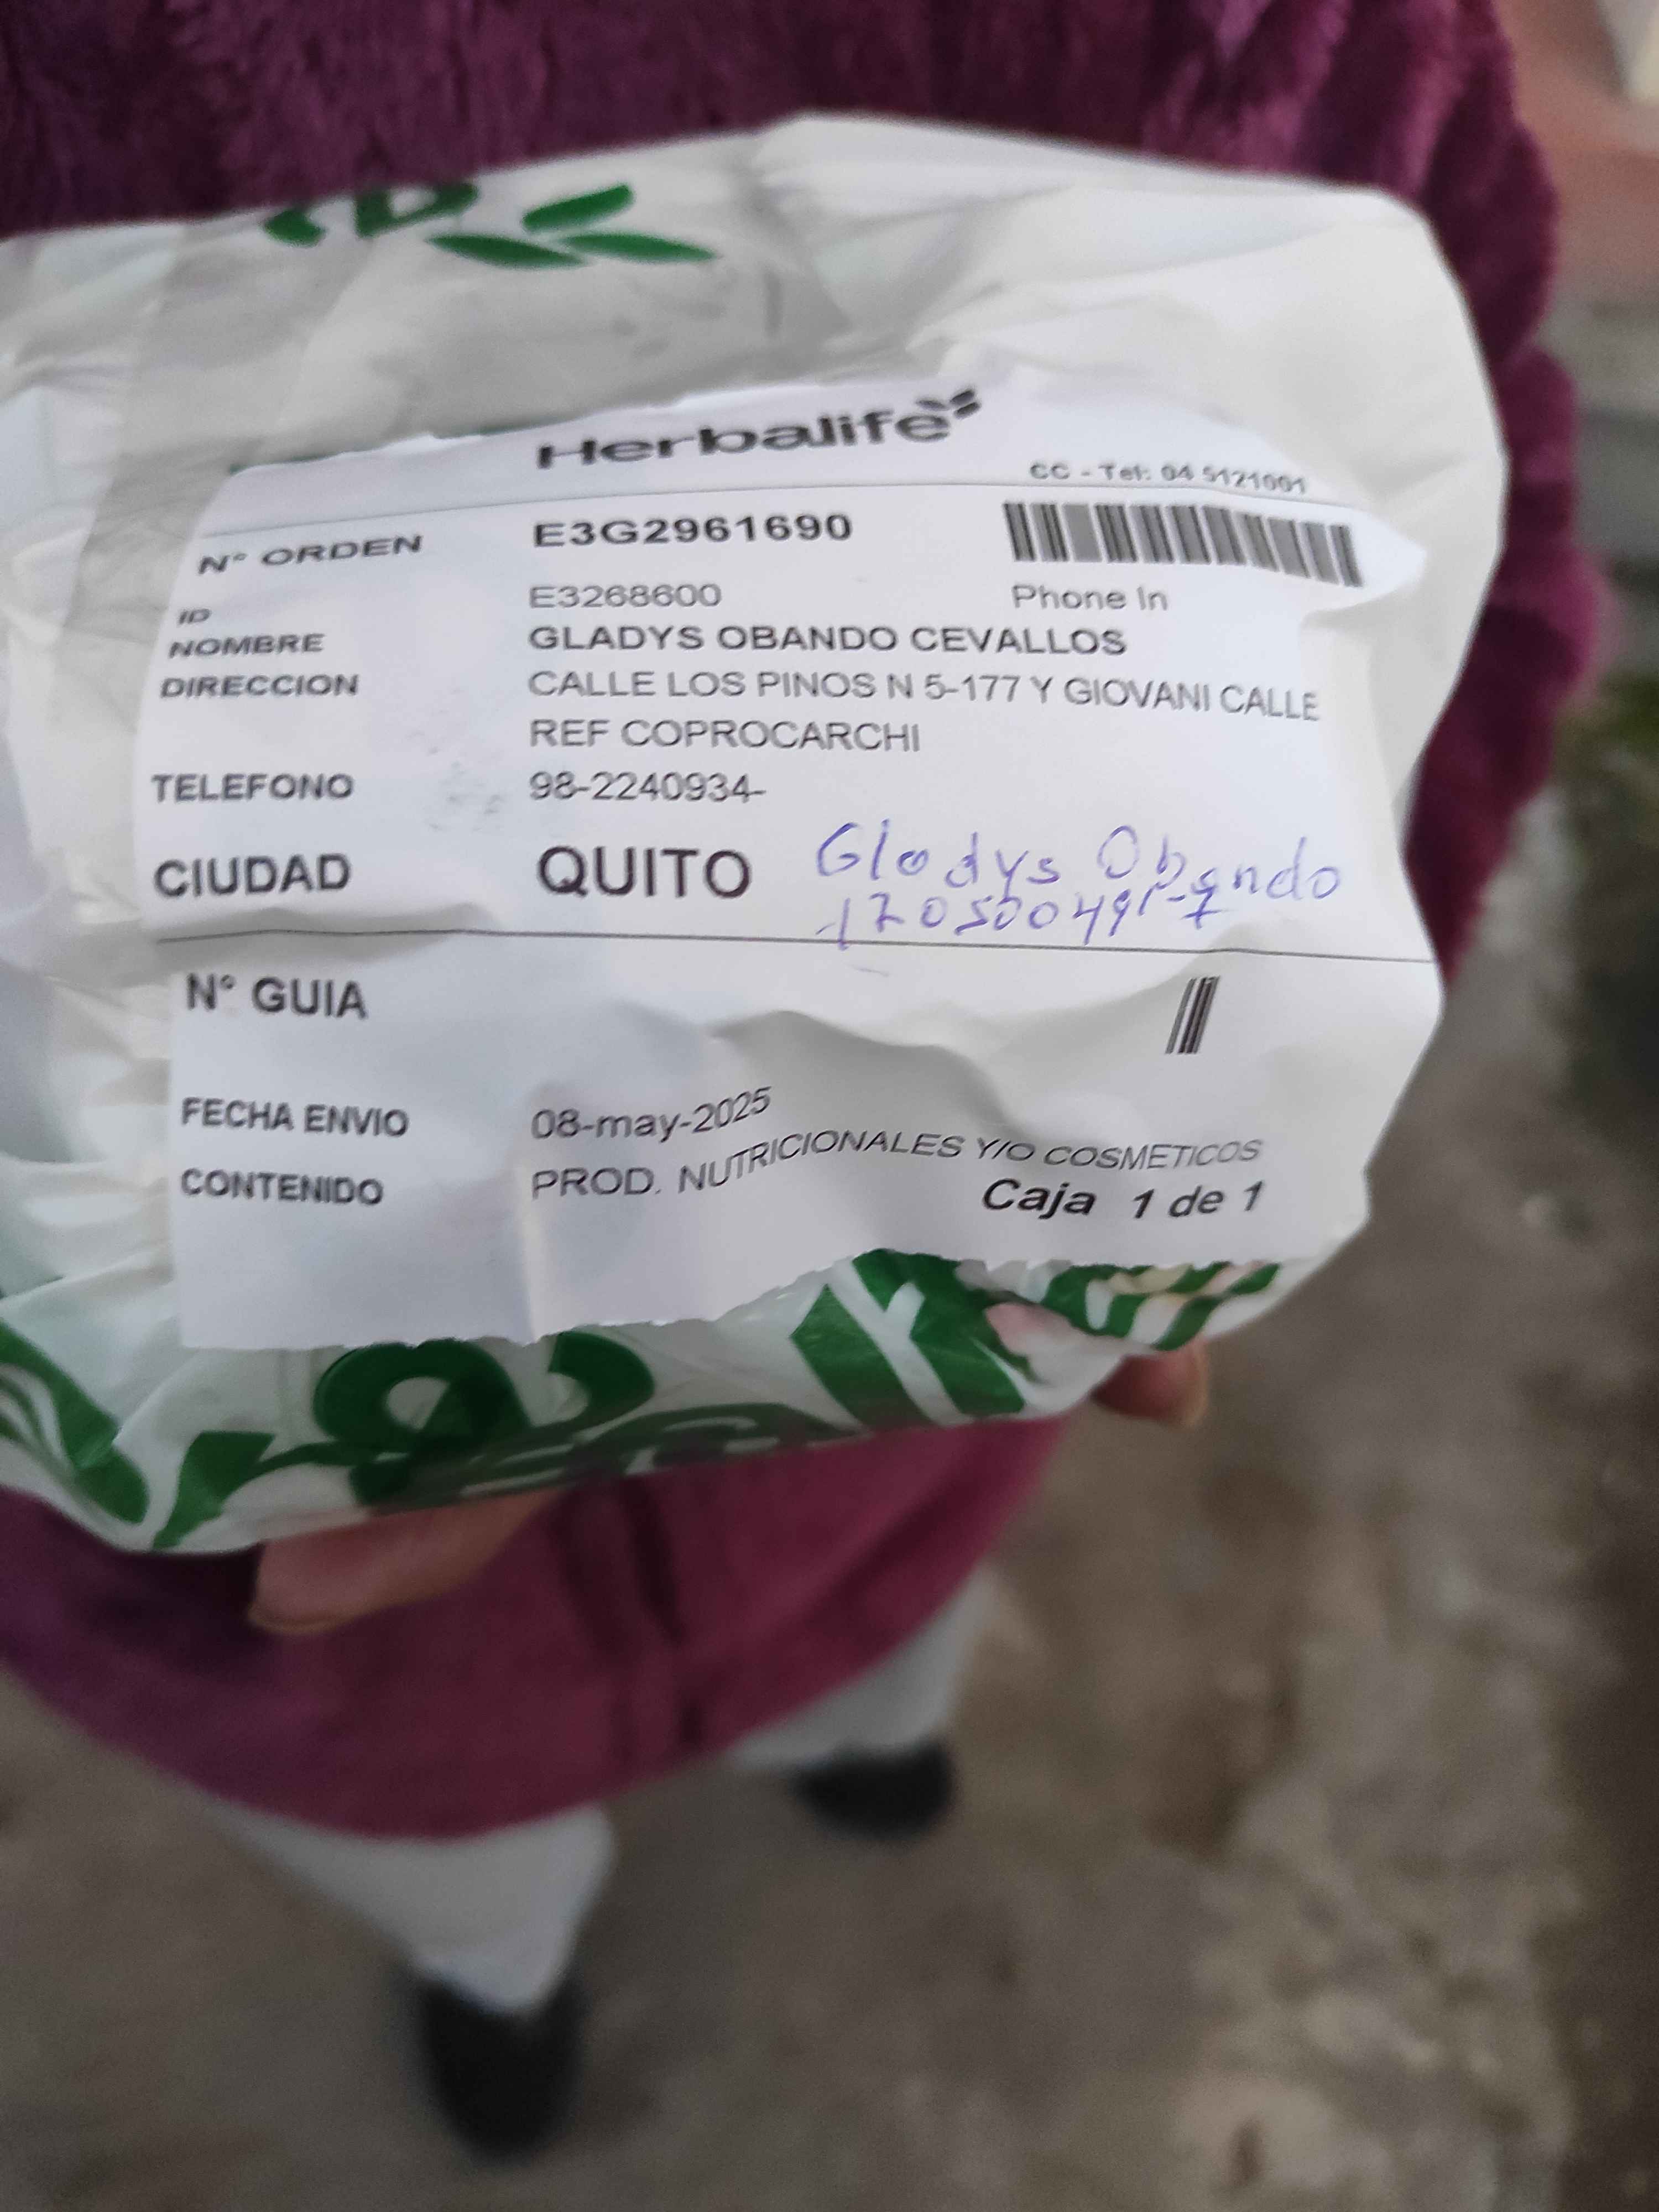 Herbalife
CC - Tel: 04 5121001
N° ORDEN E3G2961690
ID E3268600 Phone In
NOMBRE GLADYS OBANDO CEVALLOS
DIRECCION CALLE LOS PINOS N 5-177 Y GIOVANI CALLE
REF COPROCARCHI
TELEFONO 98-2240934-
CIUDAD QUITO Gladys Obando
N° GUIA
FECHA ENVIO 08-may-2025
CONTENIDO PROD. NUTRICIONALES Y/O COSMETICOS
Caja 1 de 1